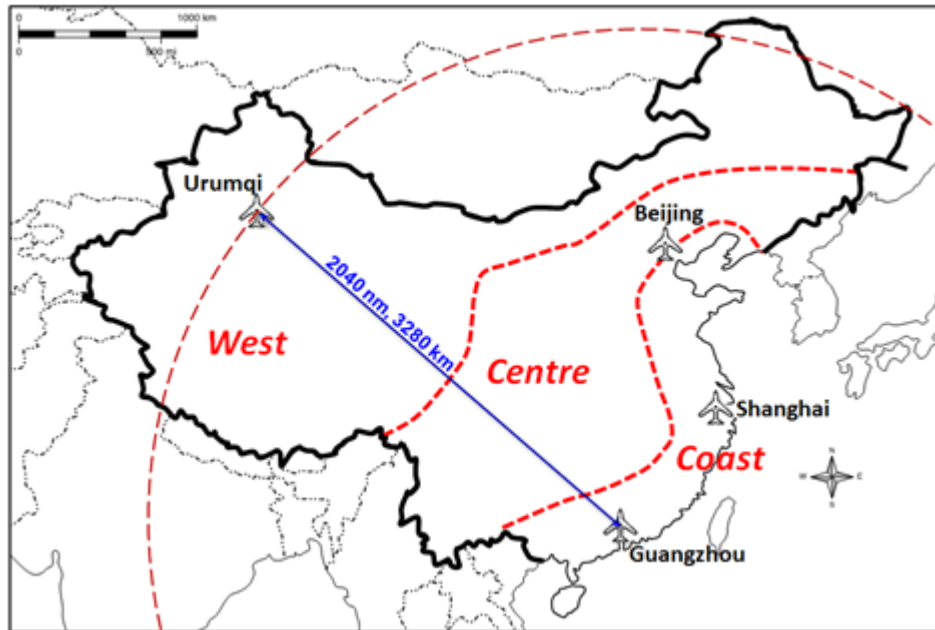 0 1000 km
0 500 mi
Urumqi
Beijing
2040 nm, 3280 km
West
Centre
Shanghai
Coast
N
W E
S
Guangzhou